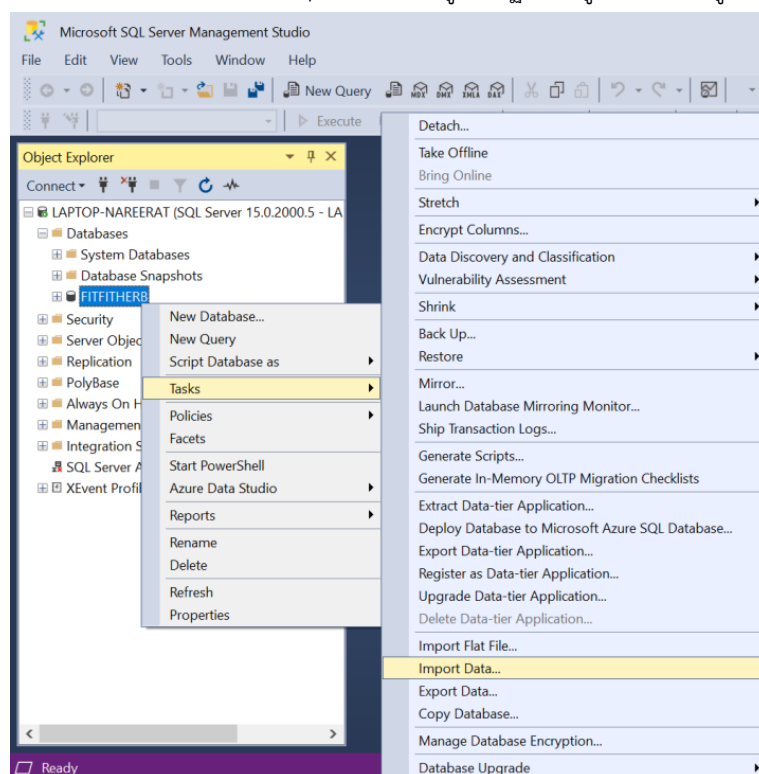 Microsoft SQL Server Management Studio
File Edit View Tools Window Help
New Query MDX DMX XMLA DAX
Execute
Object Explorer
Connect
LAPTOP-NAREERAT (SQL Server 15.0.2000.5 - LA
Databases
System Databases
Database Snapshots
FITFITHERB
Security
Server Objec
Replication
PolyBase
Always On H
Managemen
Integration S
SQL Server A
XEvent Profil
Ready
New Database...
New Query
Script Database as
Tasks
Policies
Facets
Start PowerShell
Azure Data Studio
Reports
Rename
Delete
Refresh
Properties
Detach...
Take Offline
Bring Online
Stretch
Encrypt Columns...
Data Discovery and Classification
Vulnerability Assessment
Shrink
Back Up...
Restore
Mirror...
Launch Database Mirroring Monitor...
Ship Transaction Logs...
Generate Scripts...
Generate In-Memory OLTP Migration Checklists
Extract Data-tier Application...
Deploy Database to Microsoft Azure SQL Database...
Export Data-tier Application...
Register as Data-tier Application...
Upgrade Data-tier Application...
Delete Data-tier Application...
Import Flat File...
Import Data...
Export Data...
Copy Database...
Manage Database Encryption...
Database Upgrade